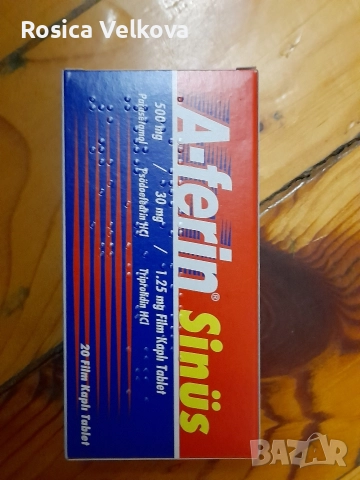 Rosica Velkova
A-ferin® Sinüs
500 mg / 30 mg / 1.25 mg Film Kaplı Tablet
Parasetamol Psödoefedrin HCl Triprolidin HCl
20 Film Kaplı Tablet
BAZAR